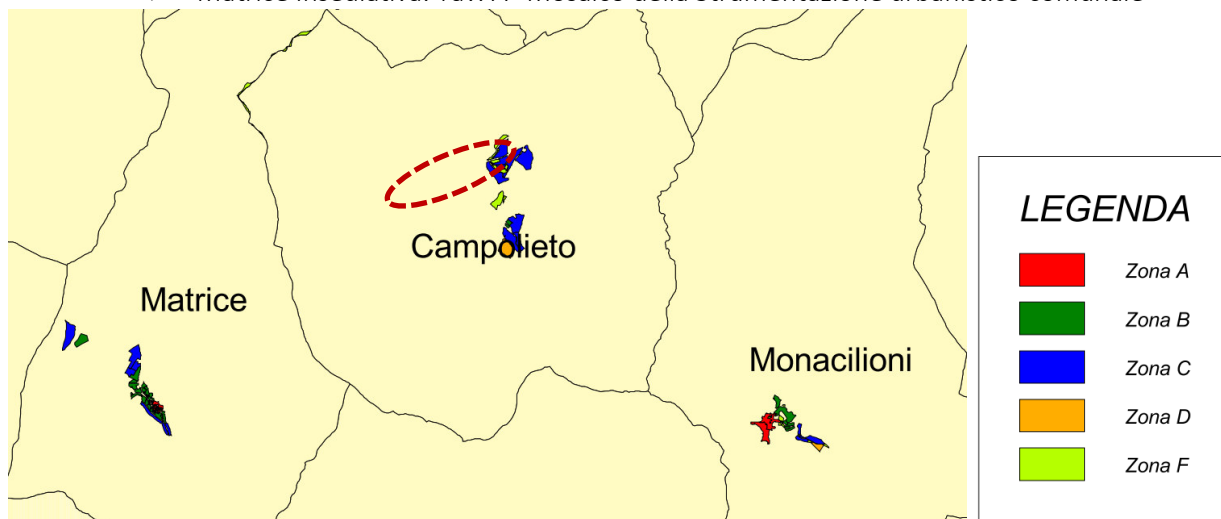 Campolieto
Matrice
Monacilioni
LEGENDA
Zona A
Zona B
Zona C
Zona D
Zona F